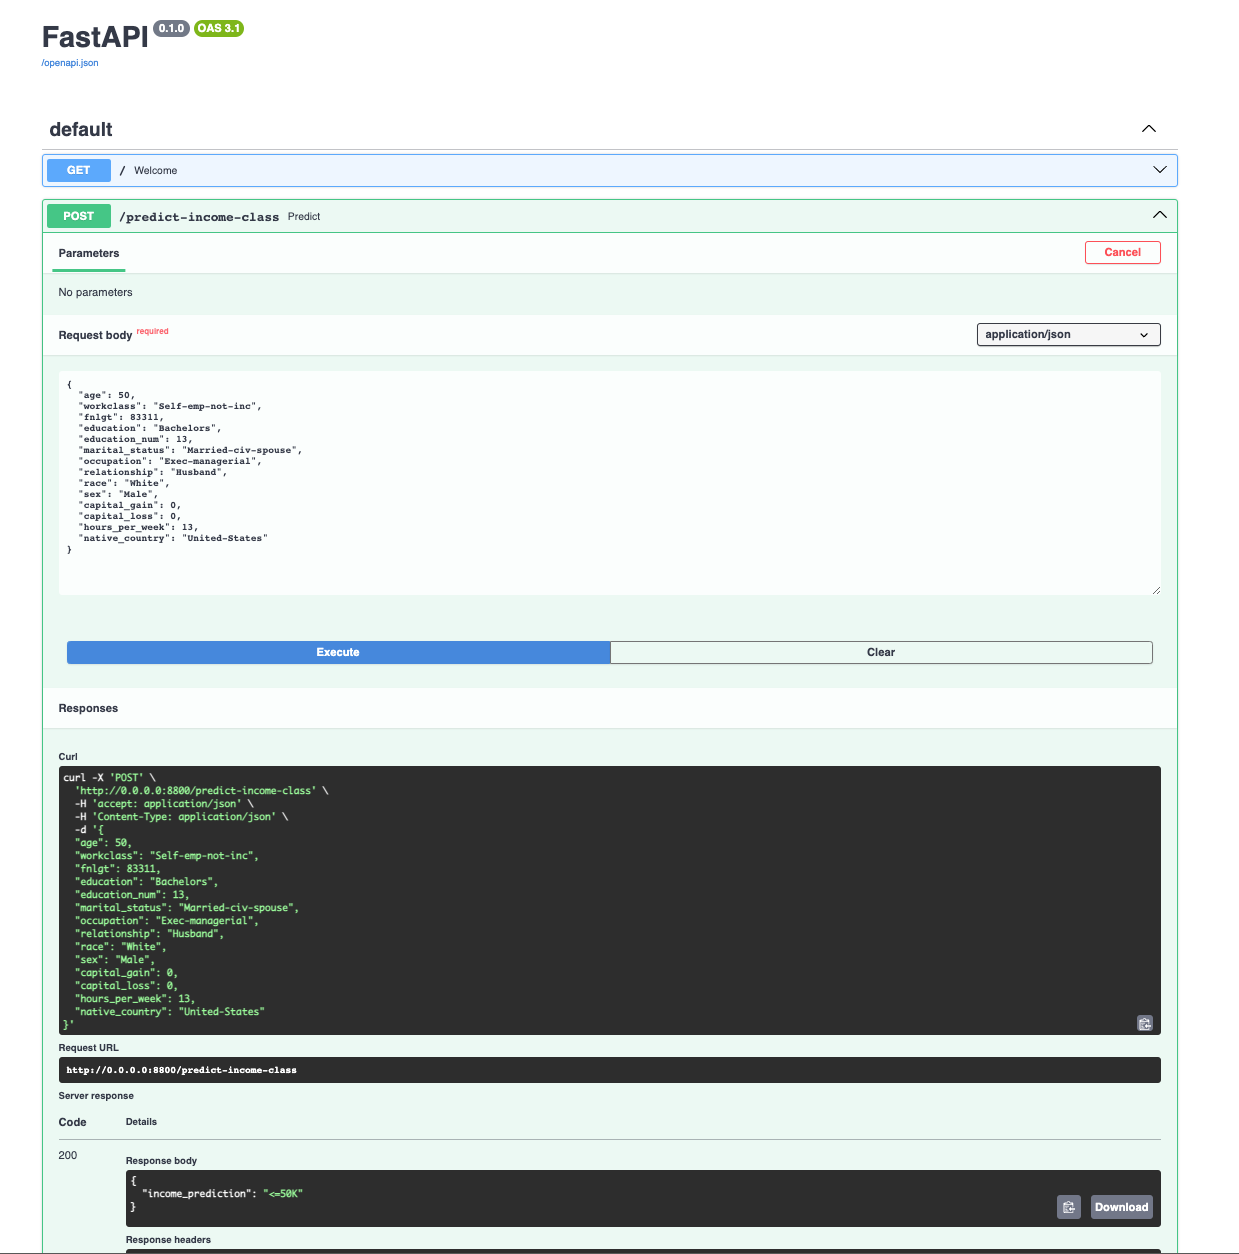 FastAPI 0.1.0 OAS 3.1
/openapi.json
default
GET / Welcome
POST /predict-income-class Predict
Parameters
Cancel
No parameters
Request body required
application/json
{
  "age": 50,
  "workclass": "Self-emp-not-inc",
  "fnlgt": 83311,
  "education": "Bachelors",
  "education_num": 13,
  "marital_status": "Married-civ-spouse",
  "occupation": "Exec-managerial",
  "relationship": "Husband",
  "race": "White",
  "sex": "Male",
  "capital_gain": 0,
  "capital_loss": 0,
  "hours_per_week": 13,
  "native_country": "United-States"
}
Execute
Clear
Responses
Curl
curl -X 'POST' \
  'http://0.0.0.0:8800/predict-income-class' \
  -H 'accept: application/json' \
  -H 'Content-Type: application/json' \
  -d '{
  "age": 50,
  "workclass": "Self-emp-not-inc",
  "fnlgt": 83311,
  "education": "Bachelors",
  "education_num": 13,
  "marital_status": "Married-civ-spouse",
  "occupation": "Exec-managerial",
  "relationship": "Husband",
  "race": "White",
  "sex": "Male",
  "capital_gain": 0,
  "capital_loss": 0,
  "hours_per_week": 13,
  "native_country": "United-States"
}'
Request URL
http://0.0.0.0:8800/predict-income-class
Server response
Code Details
200
Response body
{
  "income_prediction": "<=50K"
}
Download
Response headers